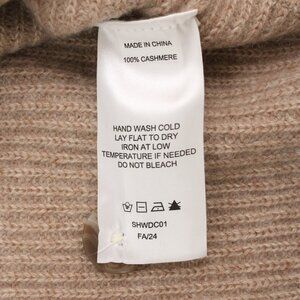 MADE IN CHINA
100% CASHMERE
HAND WASH COLD
LAY FLAT TO DRY
IRON AT LOW
TEMPERATURE IF NEEDED
DO NOT BLEACH
SHWDC01
FA/24